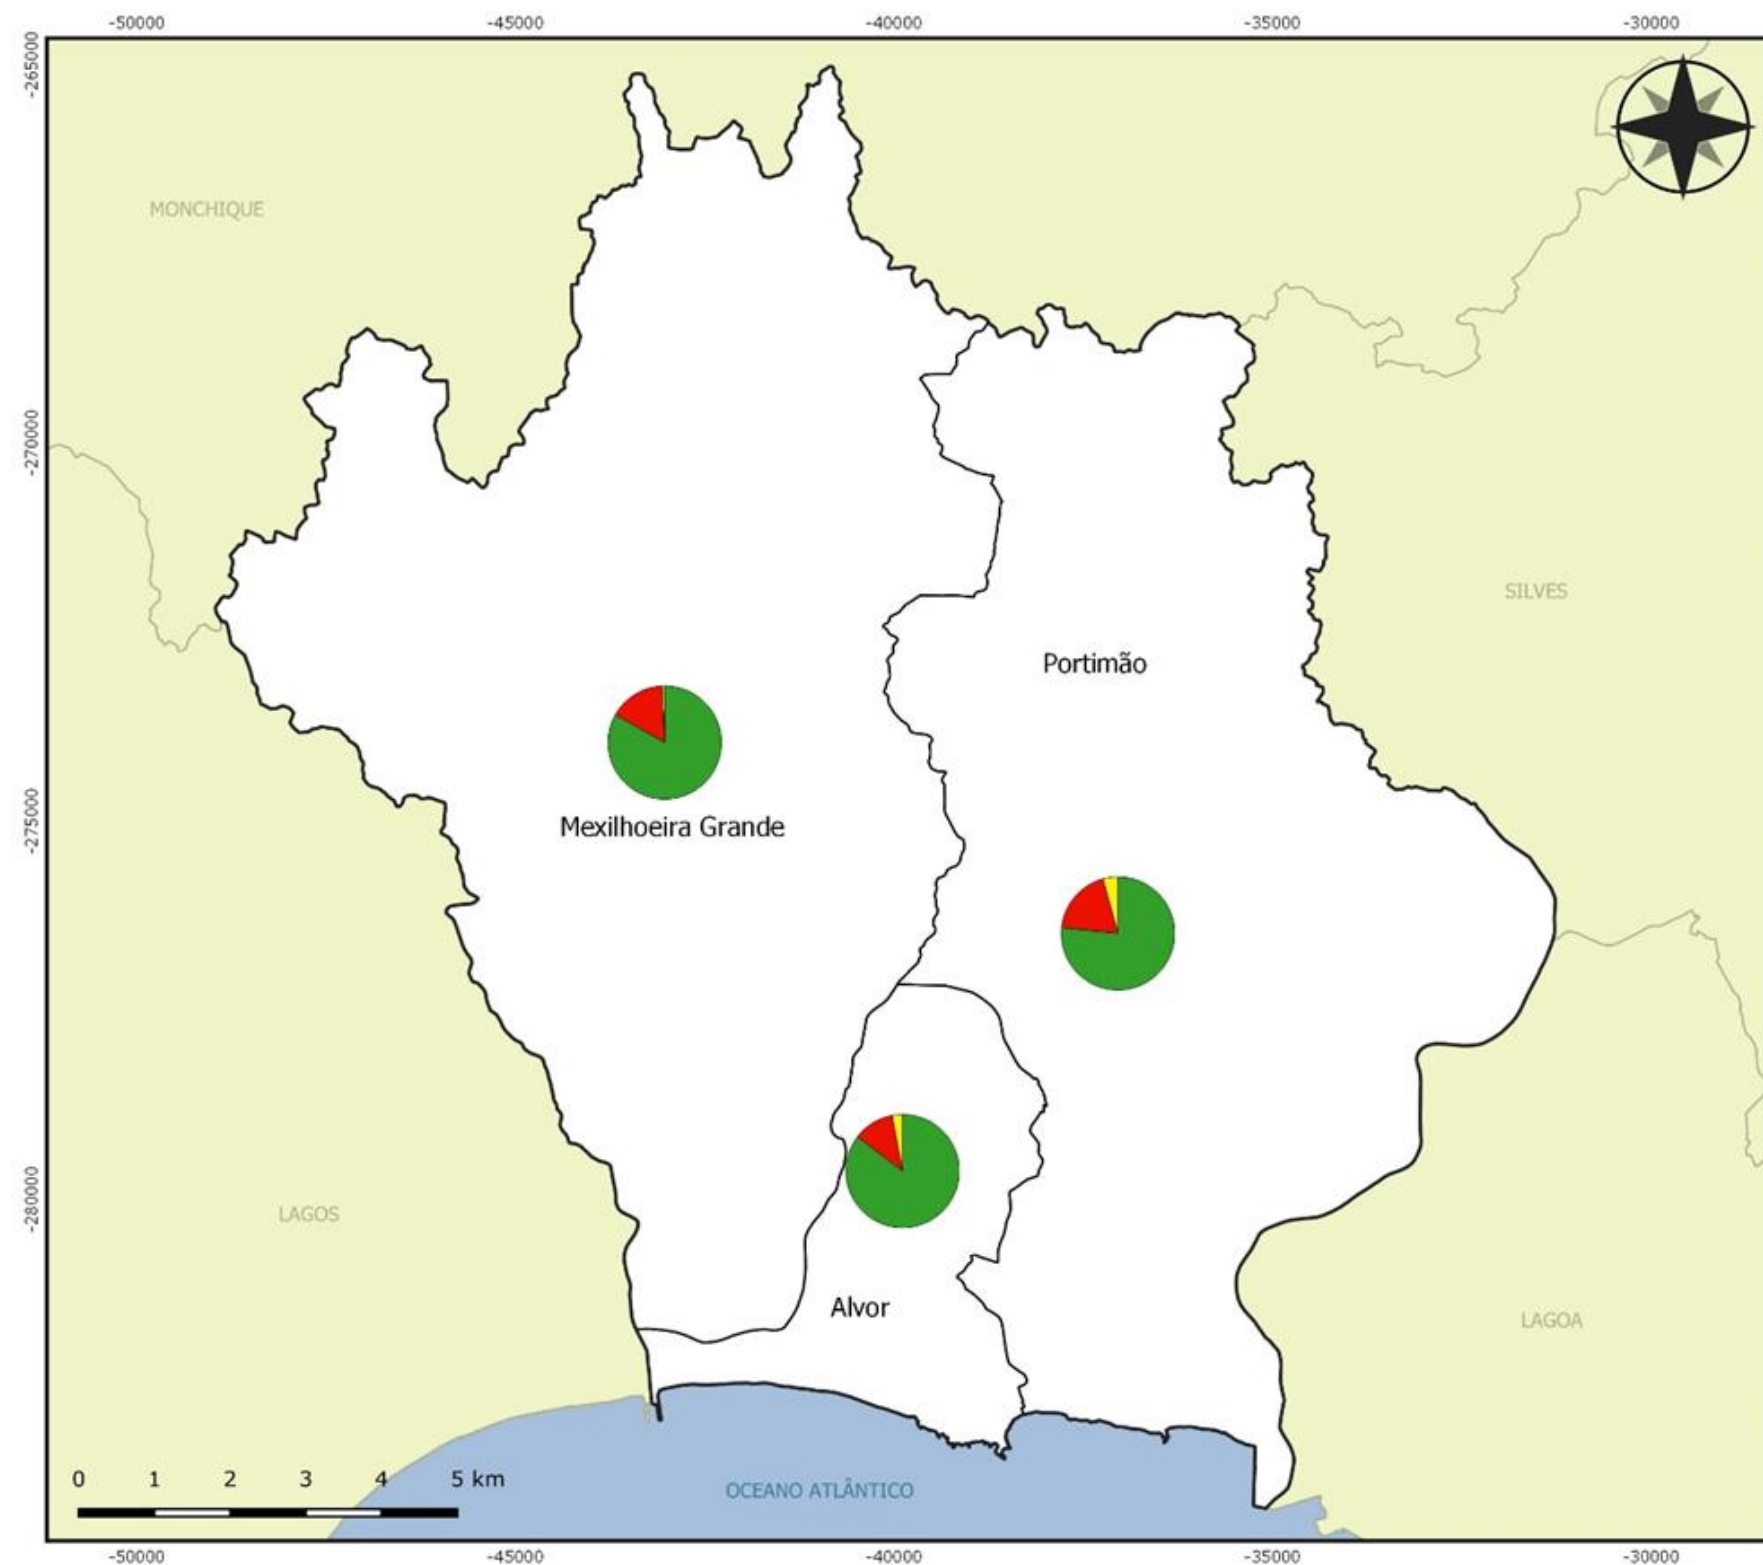 -50000 -45000 -40000 -35000 -30000
-265000
MONCHIQUE
-270000
SILVES
Portimão
-275000
Mexilhoeira Grande
-280000
LAGOS
Alvor
LAGOA
0 1 2 3 4 5 km
OCEANO ATLÂNTICO
-50000 -45000 -40000 -35000 -30000